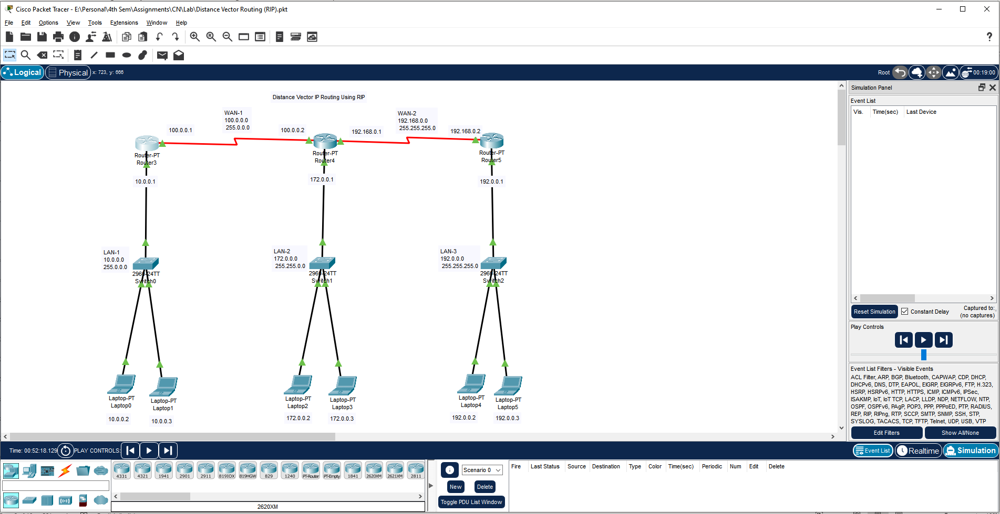 Cisco Packet Tracer - E:\Personal\4th Sem\Assignments\CN\Lab\Distance Vector Routing (RIP).pkt
File Edit Options View Tools Extensions Window Help
?
Logical Physical x: 723, y: 666 Root 00:19:00
Distance Vector IP Routing Using RIP
WAN-1
100.0.0.0
255.0.0.0
WAN-2
192.168.0.0
255.255.255.0
100.0.0.1
100.0.0.2
192.168.0.1
192.168.0.2
Router-PT
Router3
Router-PT
Router4
Router-PT
Router5
10.0.0.1
172.0.0.1
192.0.0.1
LAN-1
10.0.0.0
255.0.0.0
LAN-2
172.0.0.0
255.255.0.0
LAN-3
192.0.0.0
255.255.255.0
2960-24TT
Switch0
2960-24TT
Switch1
2960-24TT
Switch2
Laptop-PT
Laptop0
Laptop-PT
Laptop1
Laptop-PT
Laptop2
Laptop-PT
Laptop3
Laptop-PT
Laptop4
Laptop-PT
Laptop5
10.0.0.2
10.0.0.3
172.0.0.2
172.0.0.3
192.0.0.2
192.0.0.3
Simulation Panel
Event List
Vis. Time(sec) Last Device
Reset Simulation Constant Delay
Captured to:
(no captures)
Play Controls
Event List Filters - Visible Events
ACL Filter, ARP, BGP, Bluetooth, CAPWAP, CDP, DHCP,
DHCPv6, DNS, DTP, EAPOL, EIGRP, EIGRPv6, FTP, H.323,
HSRP, HSRPv6, HTTP, HTTPS, ICMP, ICMPv6, IPSec,
ISAKMP, IoT, IoT TCP, LACP, LLDP, NDP, NETFLOW, NTP,
OSPF, OSPFv6, PAgP, POP3, PPP, PPPoED, PTP, RADIUS,
REP, RIP, RIPng, RTP, SCCP, SMTP, SNMP, SSH, STP,
SYSLOG, TACACS, TCP, TFTP, Telnet, UDP, USB, VTP
Edit Filters Show All/None
Time: 00:52:18.129 PLAY CONTROLS:
Event List Realtime Simulation
4331 4321 1941 2901 2911 819IOX 819HGW 829 1240 PT-Router PT-Empty 1841 2620XM 2621XM 2811
2620XM
Scenario 0
New Delete
Toggle PDU List Window
Fire Last Status Source Destination Type Color Time(sec) Periodic Num Edit Delete